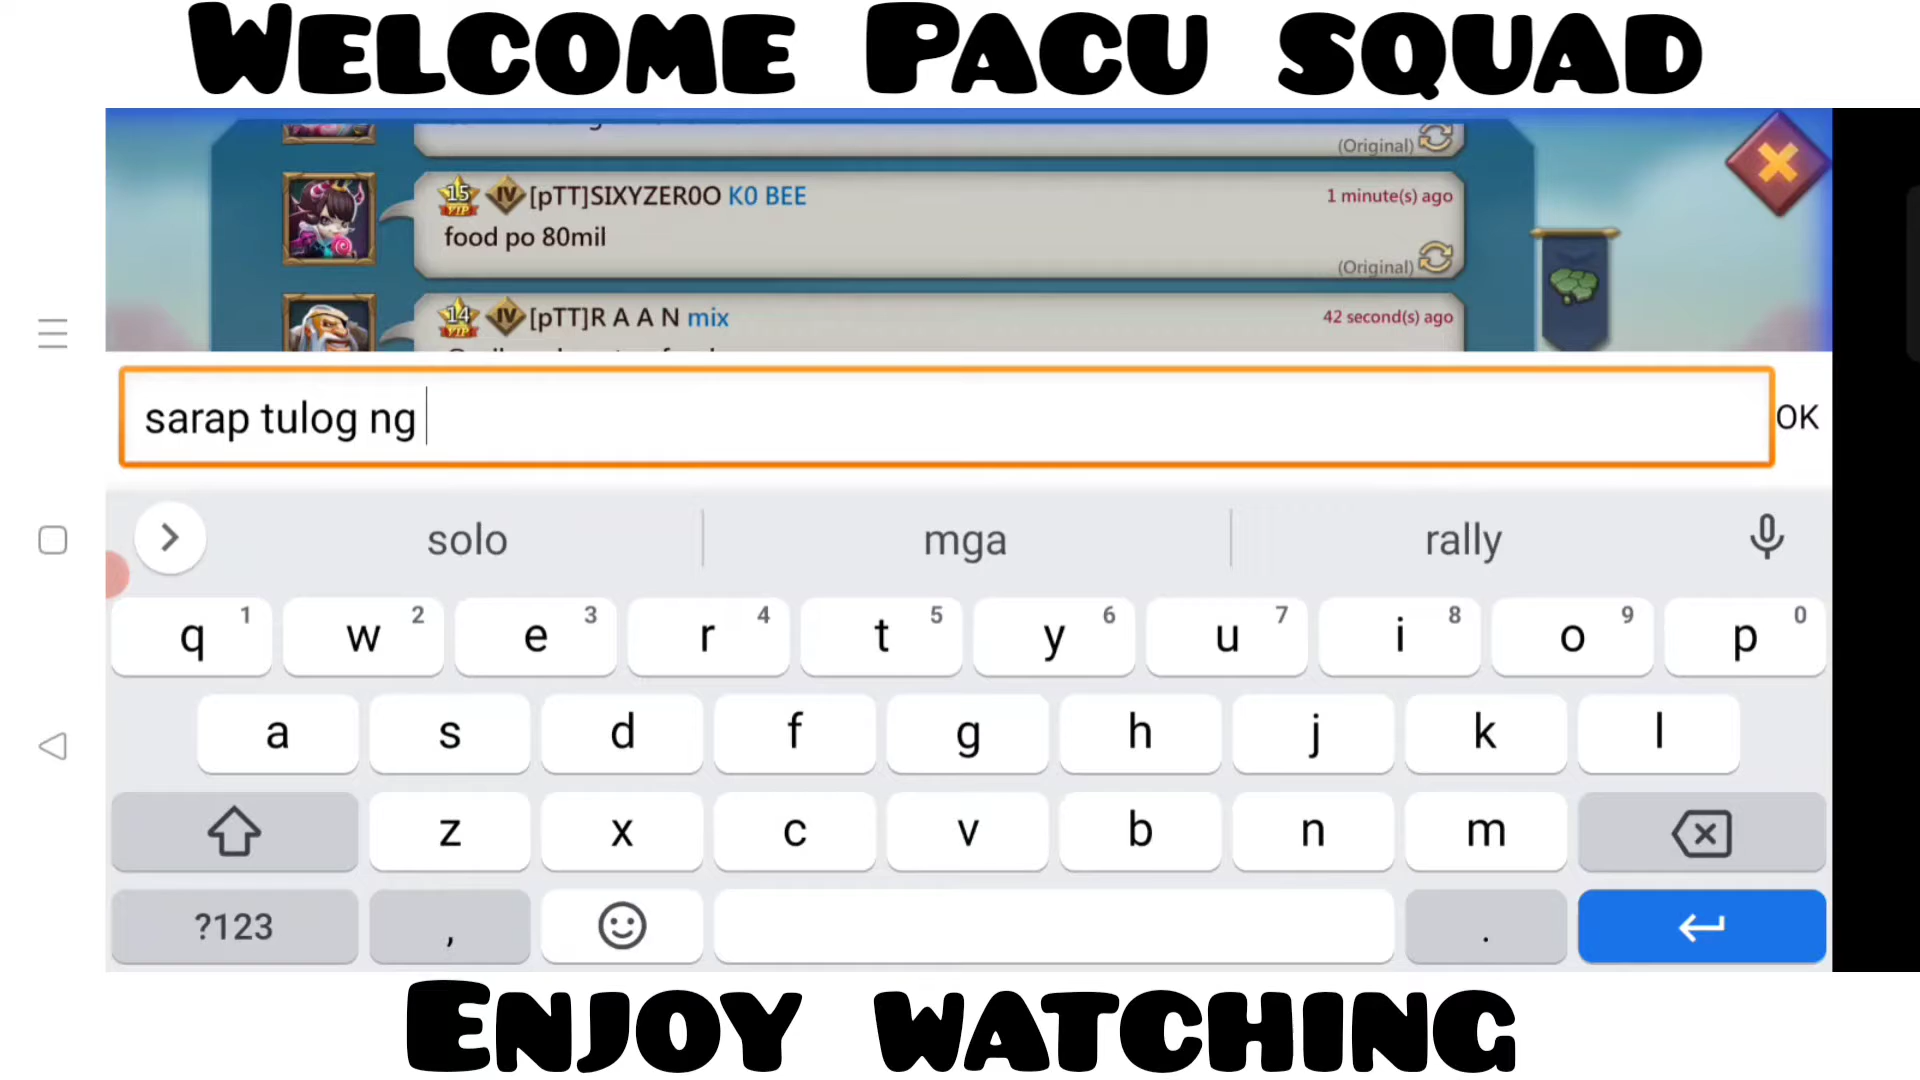 WELCOME PACU SQUAD
(Original)
15 VIP IV [pTT]SIXYZER0O K0 BEE 1 minute(s) ago
food po 80mil
(Original)
14 VIP IV [pTT]R A A N mix 42 second(s) ago
sarap tulog ng OK
solo mga rally
q 1 w 2 e 3 r 4 t 5 y 6 u 7 i 8 o 9 p 0
a s d f g h j k l
z x c v b n m
?123 , .
ENJOY WATCHING